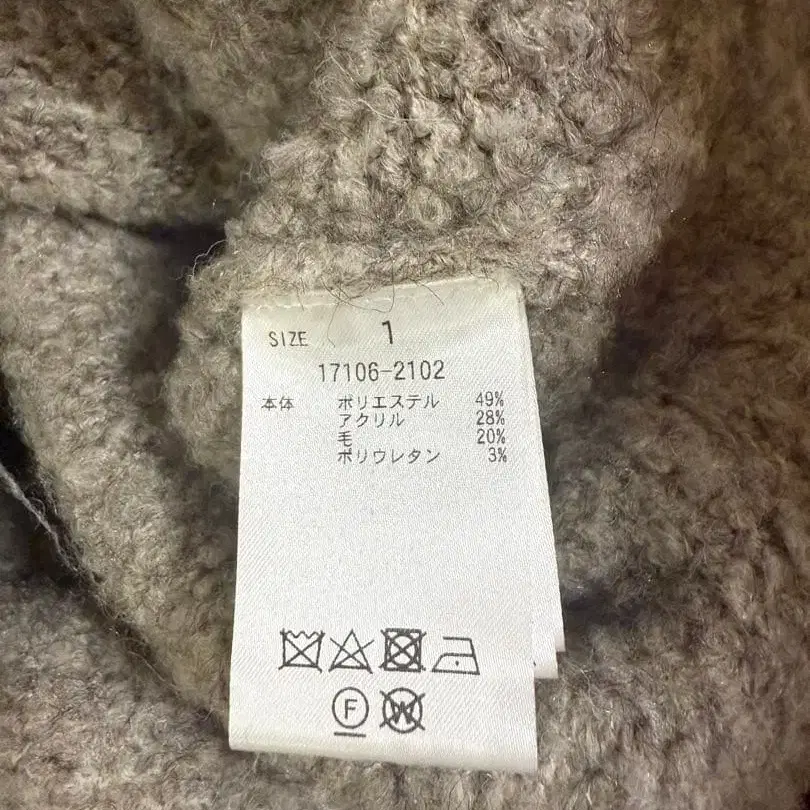 SIZE 1
17106-2102
本体 ポリエステル 49%
アクリル 28%
毛 20%
ポリウレタン 3%
F W